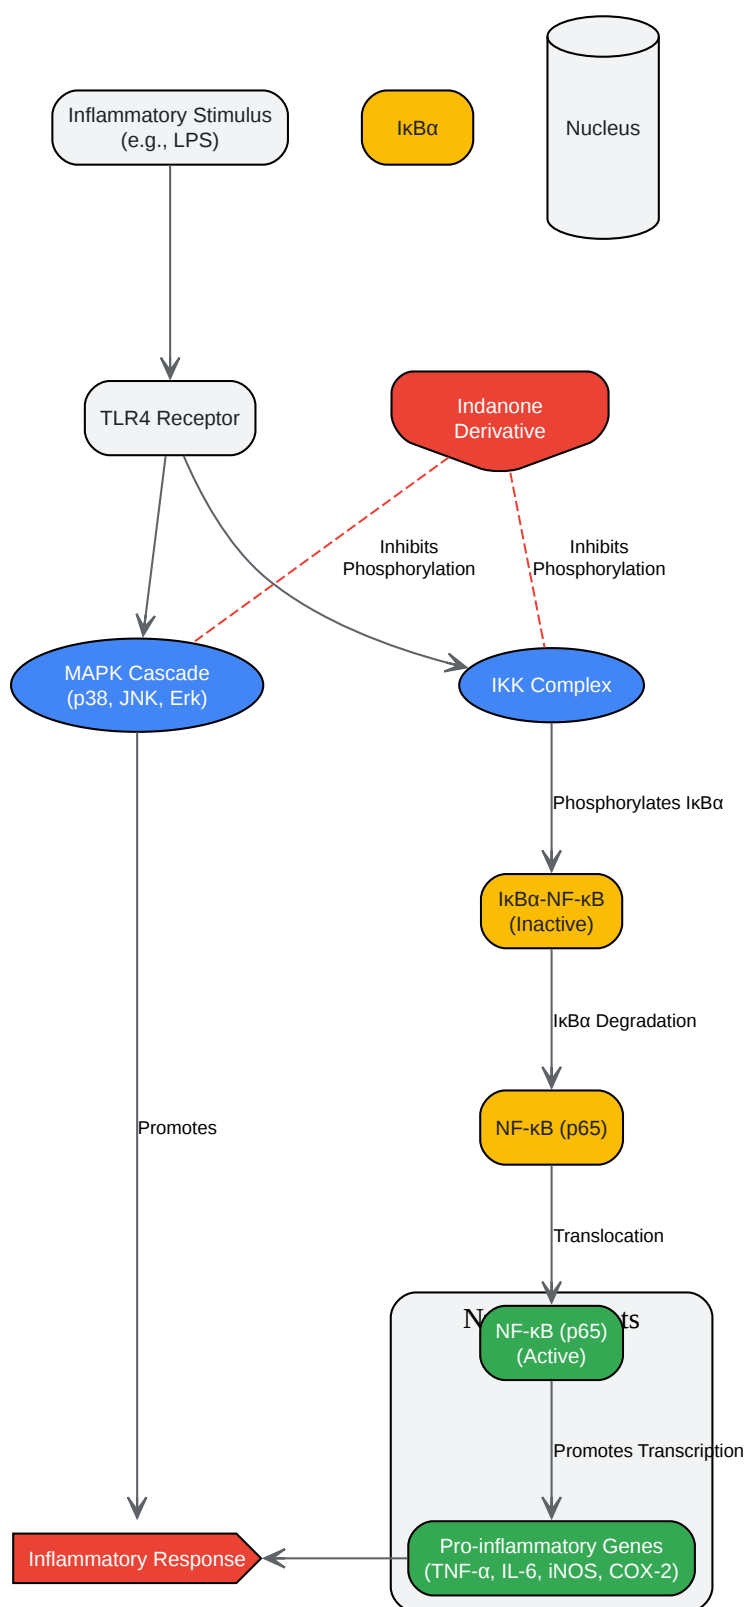 Inflammatory Stimulus
(e.g., LPS)
IκBα
Nucleus
TLR4 Receptor
Indanone
Derivative
Inhibits
Phosphorylation
Inhibits
Phosphorylation
MAPK Cascade
(p38, JNK, Erk)
IKK Complex
Phosphorylates IκBα
IκBα-NF-κB
(Inactive)
IκBα Degradation
Promotes
NF-κB (p65)
Translocation
NF-κB (p65)
(Active)
Promotes Transcription
Pro-inflammatory Genes
(TNF-α, IL-6, iNOS, COX-2)
Inflammatory Response